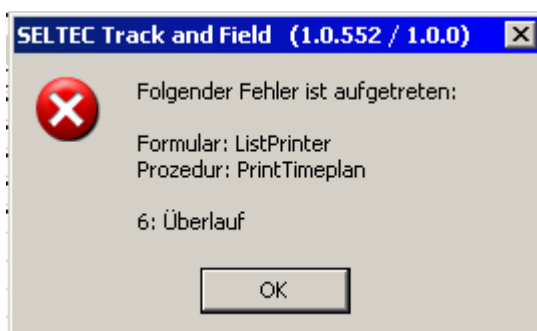 SELTEC Track and Field (1.0.552 / 1.0.0)
Folgender Fehler ist aufgetreten:
Formular: ListPrinter
Prozedur: PrintTimeplan
6: Überlauf
OK